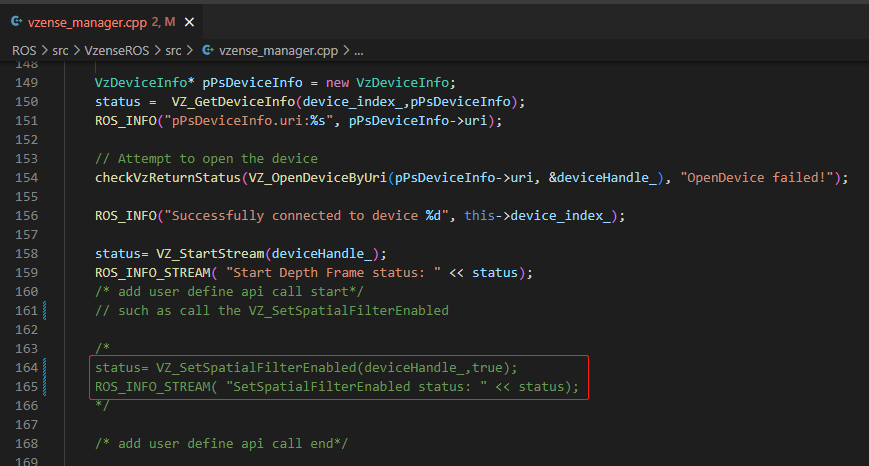 vzense_manager.cpp 2, M
ROS > src > VzenseROS > src > vzense_manager.cpp > ...
148
149 VzDeviceInfo* pPsDeviceInfo = new VzDeviceInfo;
150 status =  VZ_GetDeviceInfo(device_index_,pPsDeviceInfo);
151 ROS_INFO("pPsDeviceInfo.uri:%s", pPsDeviceInfo->uri);
152
153 // Attempt to open the device
154 checkVzReturnStatus(VZ_OpenDeviceByUri(pPsDeviceInfo->uri, &deviceHandle_), "OpenDevice failed!");
155
156 ROS_INFO("Successfully connected to device %d", this->device_index_);
157
158 status= VZ_StartStream(deviceHandle_);
159 ROS_INFO_STREAM( "Start Depth Frame status: " << status);
160 /* add user define api call start*/
161 // such as call the VZ_SetSpatialFilterEnabled
162
163 /*
164 status= VZ_SetSpatialFilterEnabled(deviceHandle_,true);
165 ROS_INFO_STREAM( "SetSpatialFilterEnabled status: " << status);
166 */
167
168 /* add user define api call end*/
169